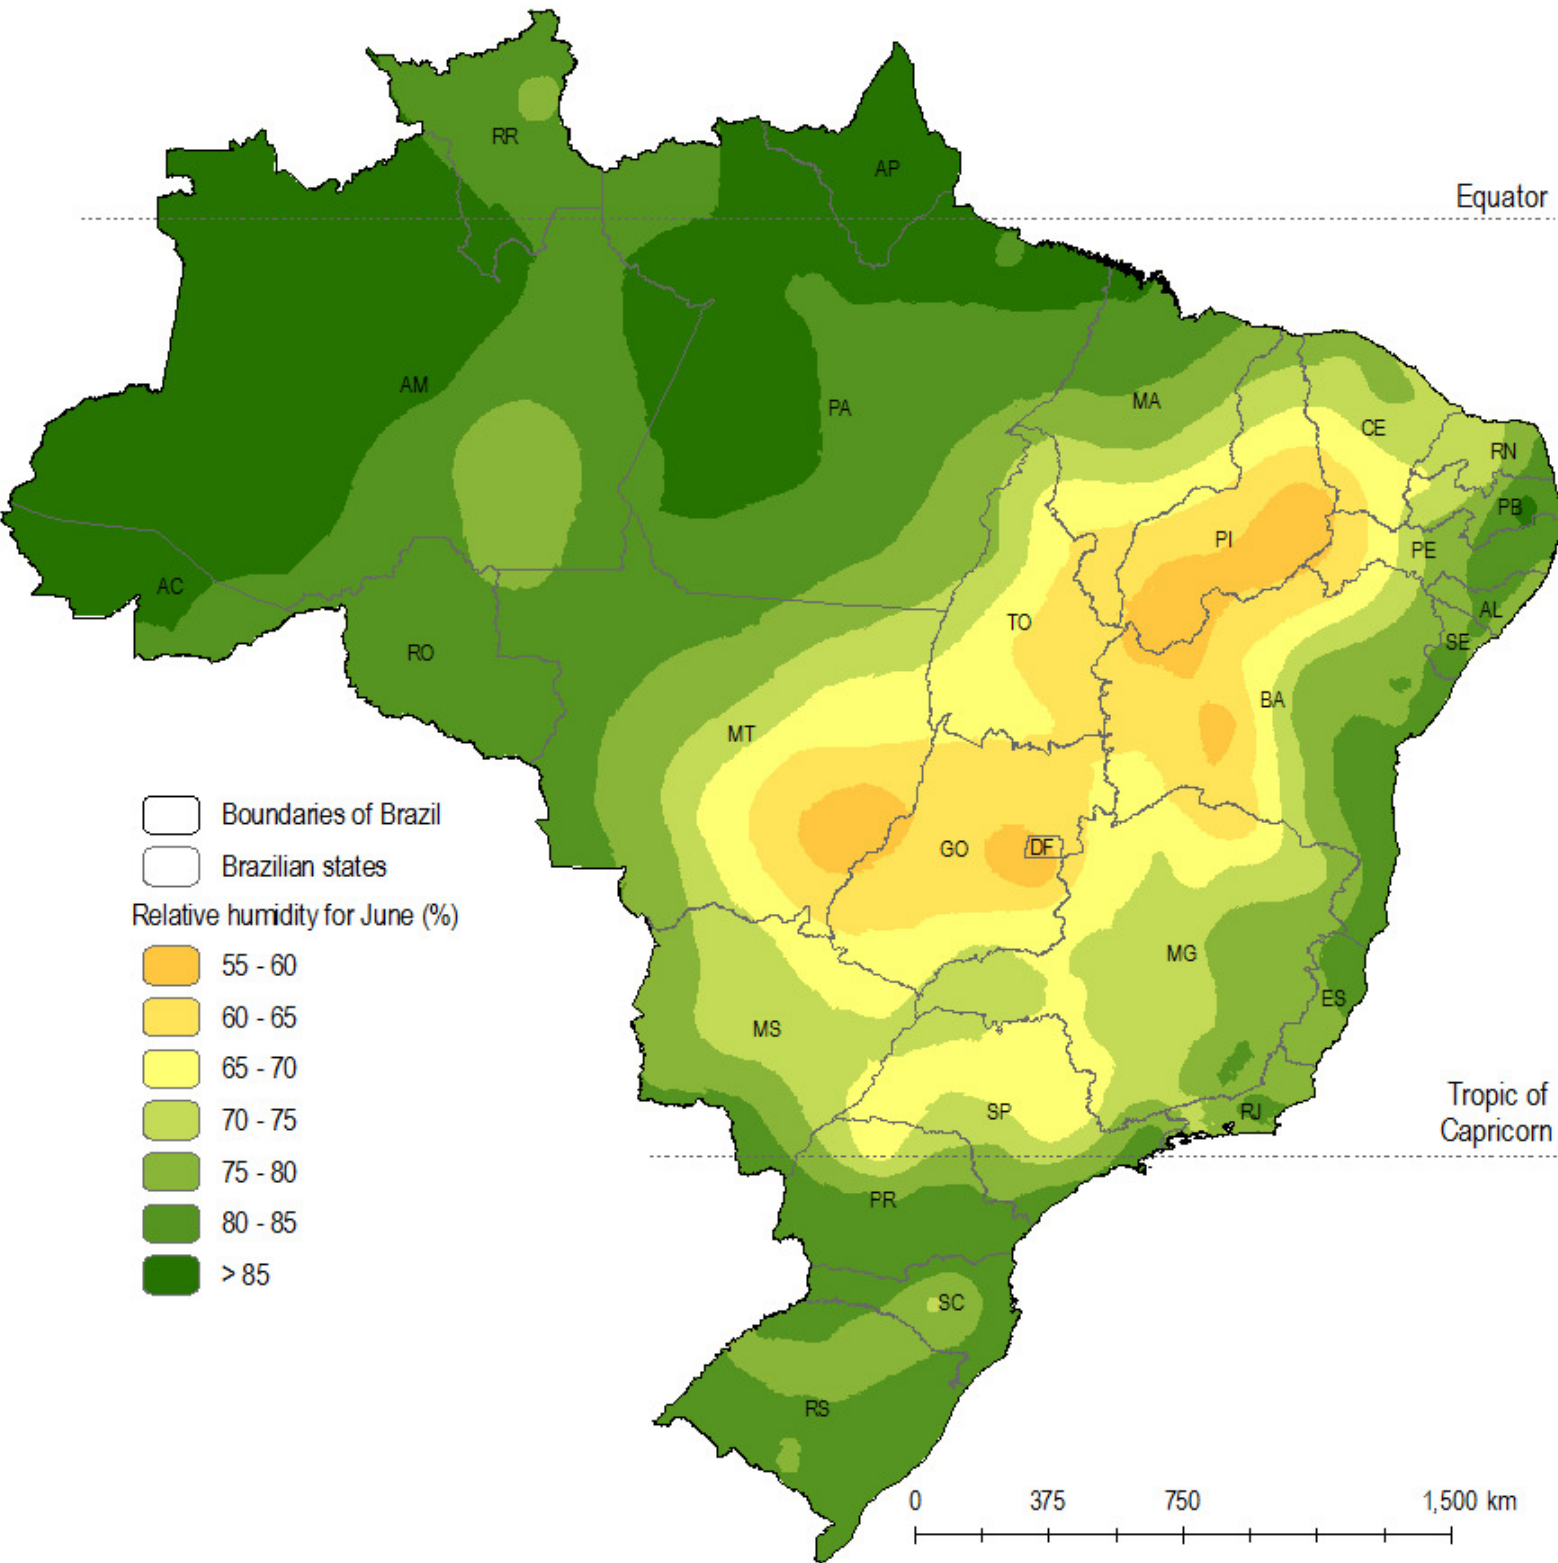 RR
AP
Equator
AM
PA
MA
CE
RN
PB
PI
PE
AC
TO
AL
SE
RO
BA
MT
GO
DF
MG
ES
MS
SP
RJ
Tropic of
Capricorn
PR
SC
RS
Boundaries of Brazil
Brazilian states
Relative humidity for June (%)
55 - 60
60 - 65
65 - 70
70 - 75
75 - 80
80 - 85
> 85
0 375 750 1,500 km